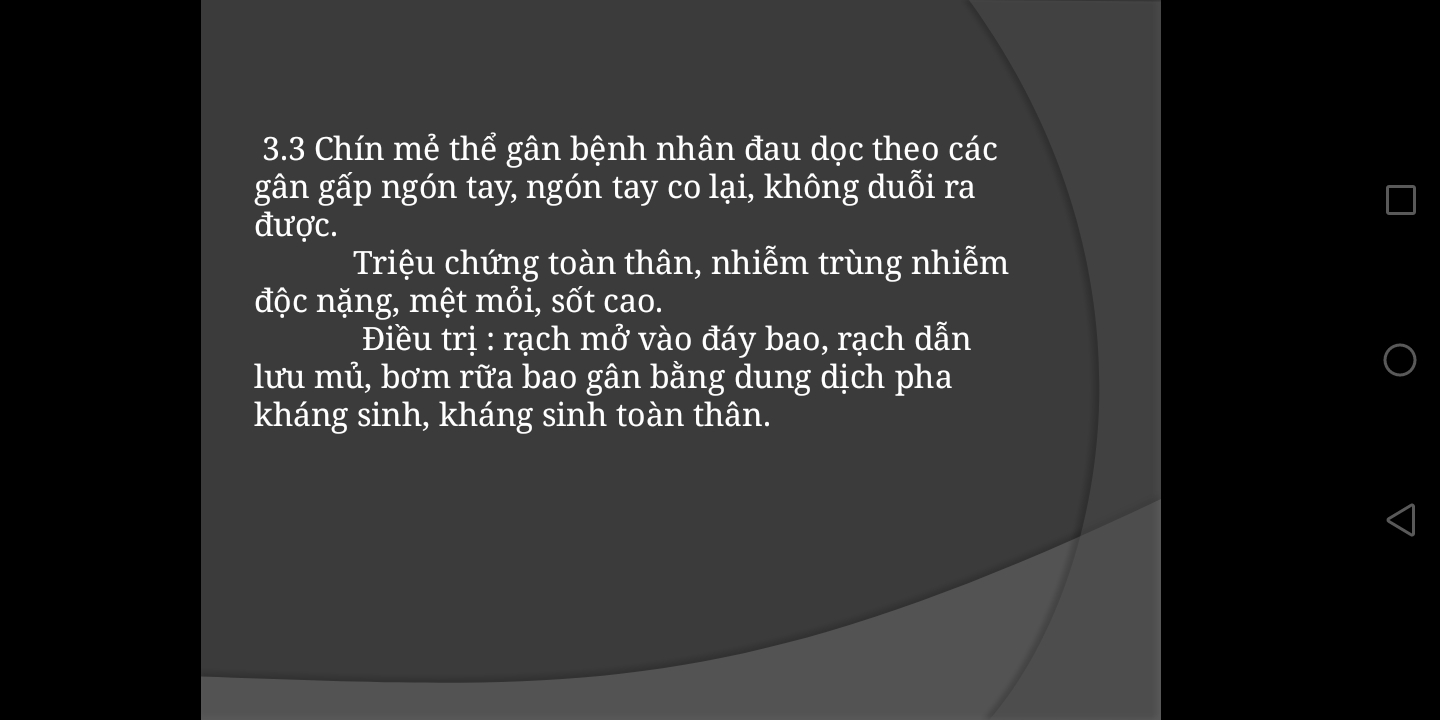 3.3 Chín mẻ thể gân bệnh nhân đau dọc theo các
gân gấp ngón tay, ngón tay co lại, không duỗi ra
được.
Triệu chứng toàn thân, nhiễm trùng nhiễm
độc nặng, mệt mỏi, sốt cao.
Điều trị : rạch mở vào đáy bao, rạch dẫn
lưu mủ, bơm rữa bao gân bằng dung dịch pha
kháng sinh, kháng sinh toàn thân.